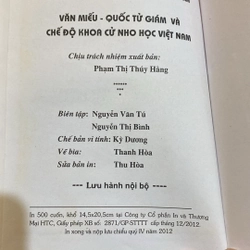 VĂN MIẾU - QUỐC TỬ GIÁM VÀ
CHẾ ĐỘ KHOA CỬ NHO HỌC VIỆT NAM
Chịu trách nhiệm xuất bản:
Phạm Thị Thúy Hằng
------ *** ------
Biên tập: Nguyễn Văn Tú
Nguyễn Thị Bình
Chế bản vi tính: Kỳ Dương
Vẽ bìa: Thanh Hòa
Sửa bản in: Thu Hòa
--- Lưu hành nội bộ ---
In 500 cuốn, khổ 14,5x20,5cm tại Công ty Cổ phần In và Thương
Mại HTC, Giấy phép XB số: 2871/GP-STTTT cấp tháng 12/2012.
In xong và nộp lưu chiểu quý IV năm 2012